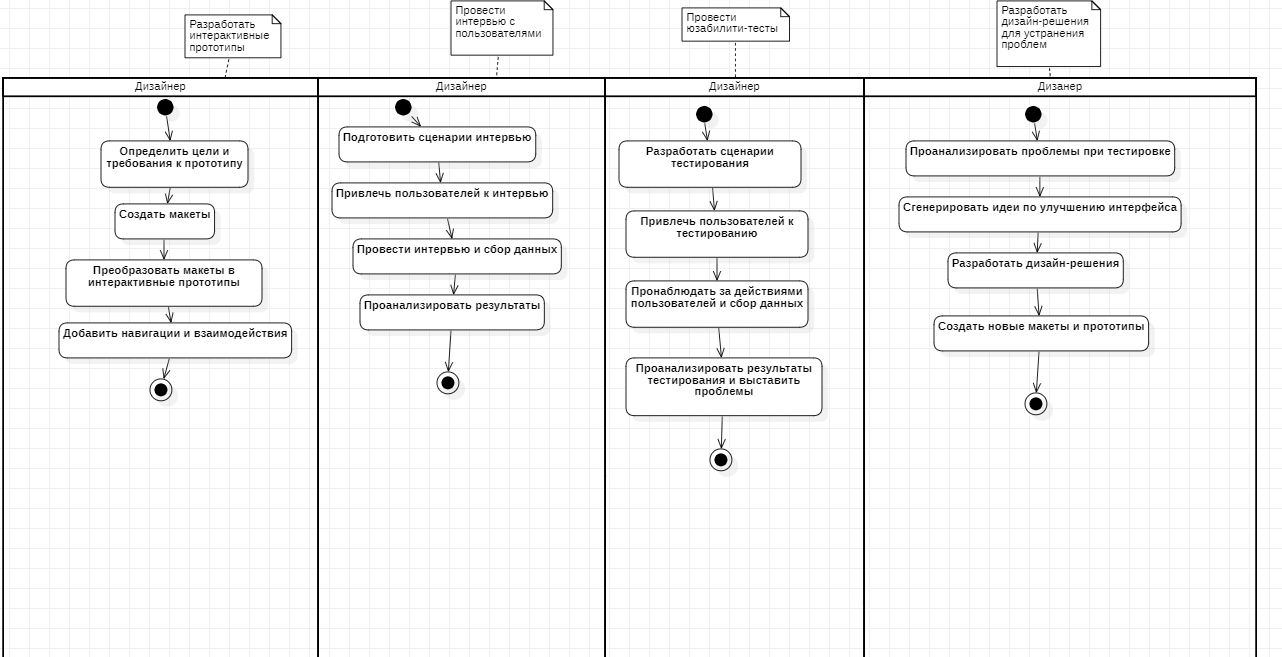 Разработать
интерактивные
прототипы
Провести
интервью с
пользователями
Провести
юзабилити-тесты
Разработать
дизайн-решения
для устранения
проблем
Дизайнер
Дизайнер
Дизайнер
Дизанер
Определить цели и
требования к прототипу
Создать макеты
Преобразовать макеты в
интерактивные прототипы
Добавить навигации и взаимодействия
Подготовить сценарии интервью
Привлечь пользователей к интервью
Провести интервью и сбор данных
Проанализировать результаты
Разработать сценарии
тестирования
Привлечь пользователей к
тестированию
Пронаблюдать за действиями
пользователей и сбор данных
Проанализировать результаты
тестирования и выставить
проблемы
Проанализировать проблемы при тестировке
Сгенерировать идеи по улучшению интерфейса
Разработать дизайн-решения
Создать новые макеты и прототипы